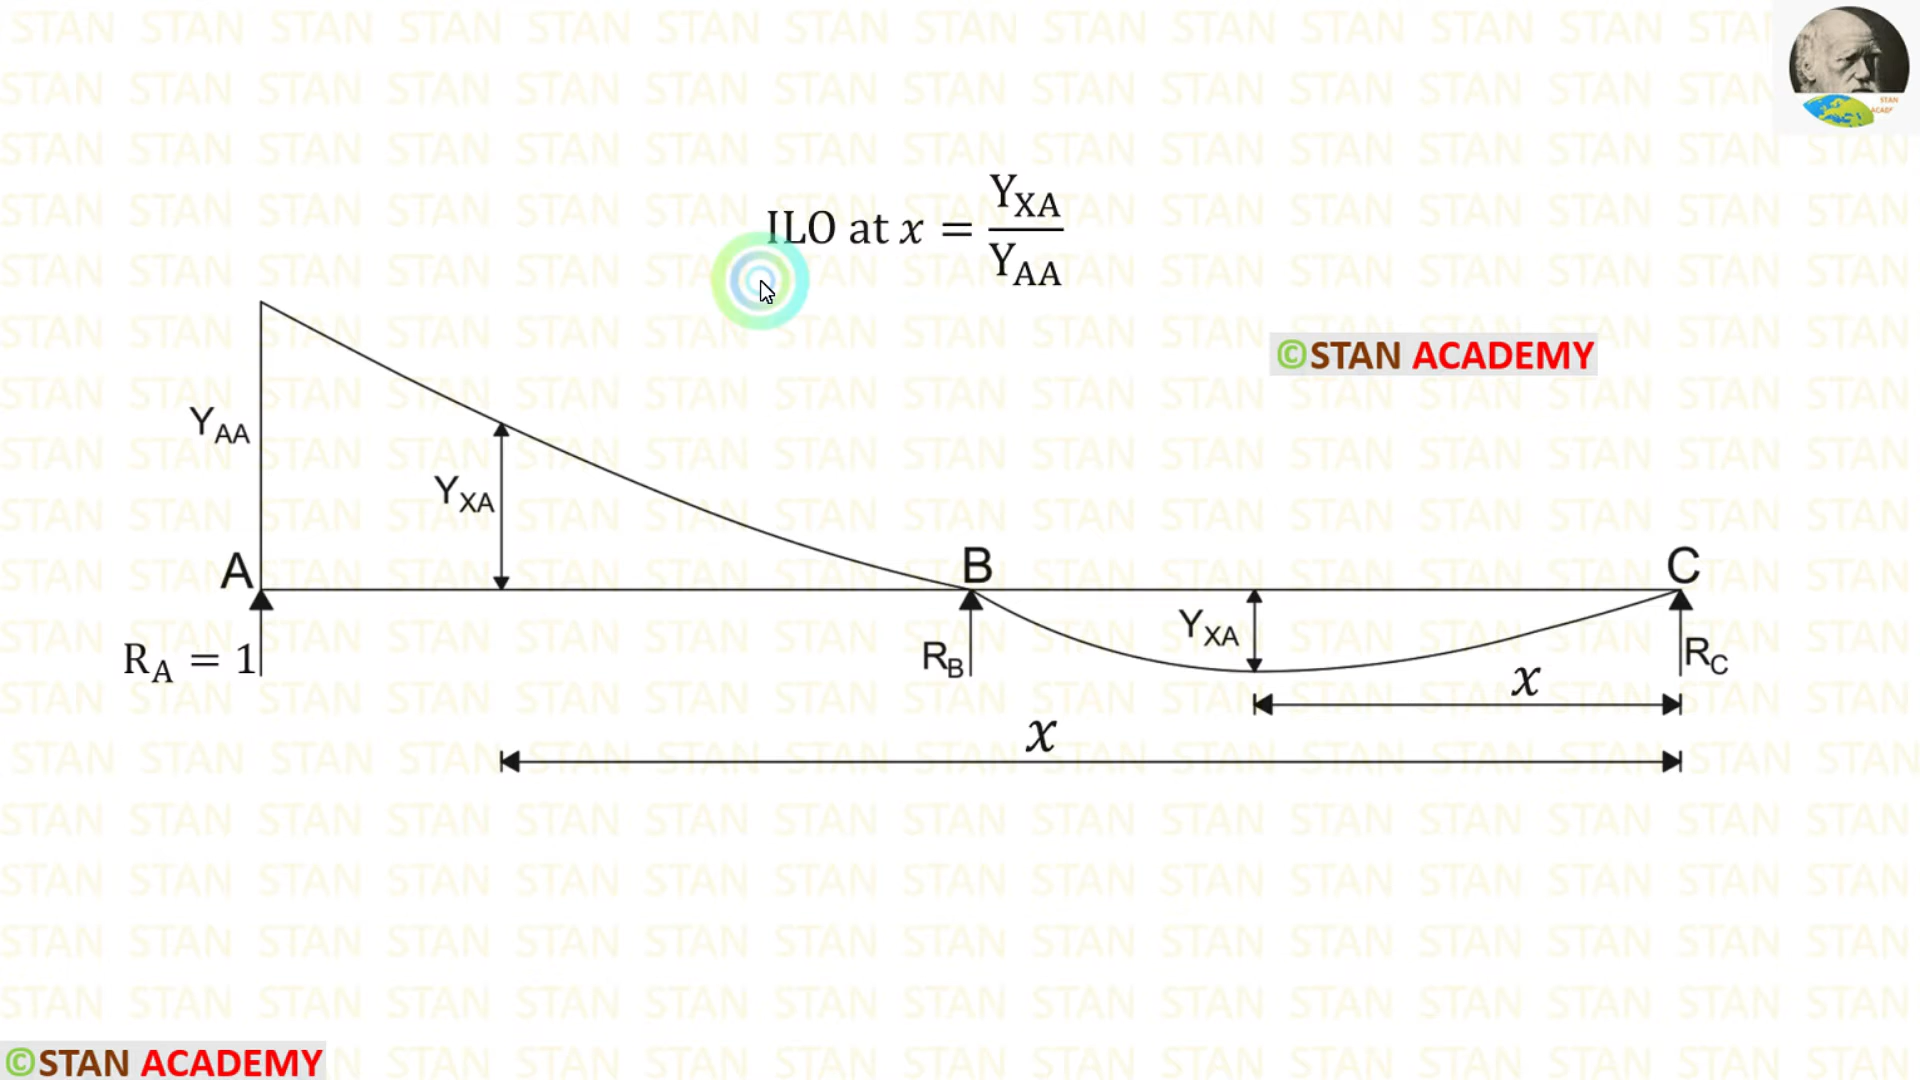 ILO at x = Y_XA / Y_AA
©STAN ACADEMY
Y_AA
Y_XA
A
B
C
Y_XA
R_A = 1
R_B
R_C
x
x
©STAN ACADEMY